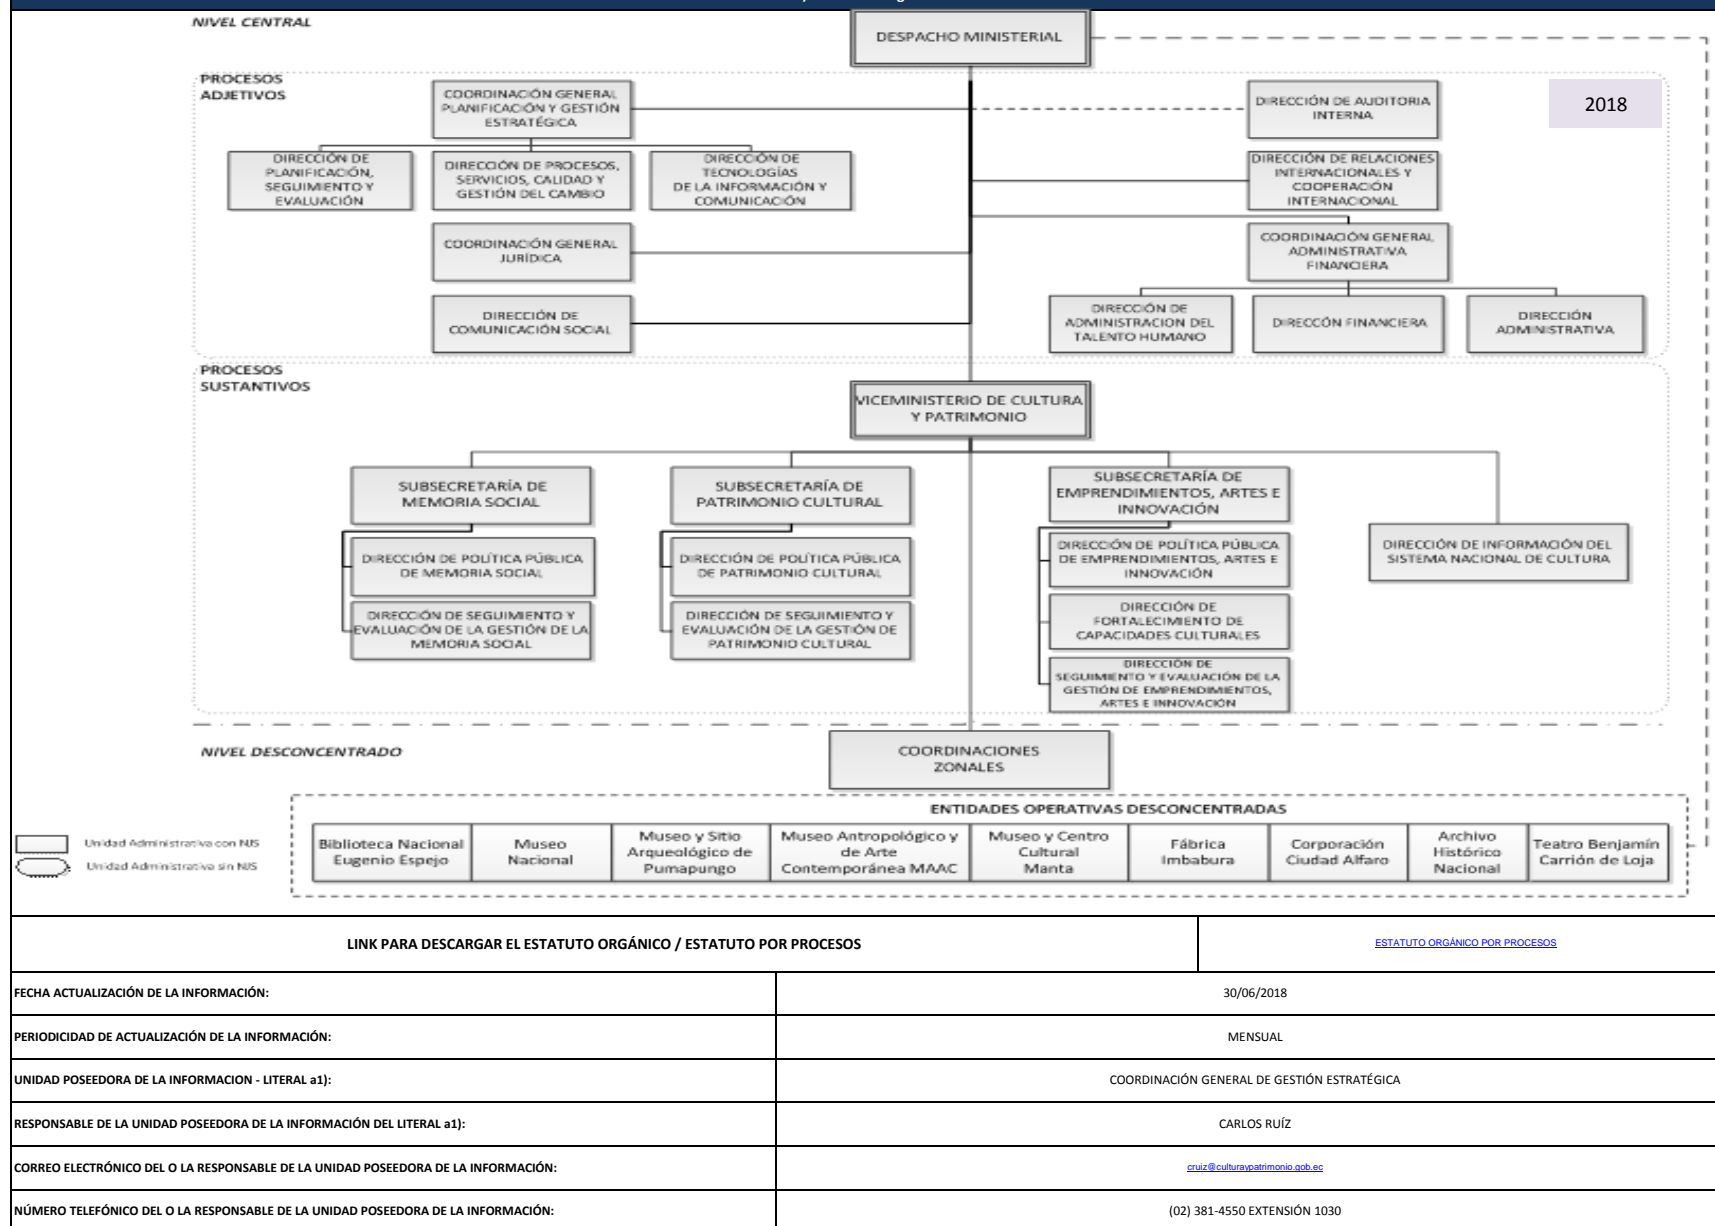 NIVEL CENTRAL
DESPACHO MINISTERIAL
PROCESOS
ADJETIVOS
COORDINACIÓN GENERAL
PLANIFICACIÓN Y GESTIÓN
ESTRATÉGICA
DIRECCIÓN DE AUDITORIA
INTERNA
2018
DIRECCIÓN DE
PLANIFICACIÓN,
SEGUIMIENTO Y
EVALUACIÓN
DIRECCIÓN DE PROCESOS,
SERVICIOS, CALIDAD Y
GESTIÓN DEL CAMBIO
DIRECCIÓN DE
TECNOLOGÍAS
DE LA INFORMACIÓN Y
COMUNICACIÓN
DIRECCIÓN DE RELACIONES
INTERNACIONALES Y
COOPERACIÓN
INTERNACIONAL
COORDINACIÓN GENERAL
JURÍDICA
COORDINACIÓN GENERAL
ADMINISTRATIVA
FINANCIERA
DIRECCIÓN DE
COMUNICACIÓN SOCIAL
DIRECCIÓN DE
ADMINISTRACION DEL
TALENTO HUMANO
DIRECCÓN FINANCIERA
DIRECCIÓN
ADMINISTRATIVA
PROCESOS
SUSTANTIVOS
VICEMINISTERIO DE CULTURA
Y PATRIMONIO
SUBSECRETARÍA DE
MEMORIA SOCIAL
SUBSECRETARÍA DE
PATRIMONIO CULTURAL
SUBSECRETARÍA DE
EMPRENDIMIENTOS, ARTES E
INNOVACIÓN
DIRECCIÓN DE POLÍTICA PÚBLICA
DE MEMORIA SOCIAL
DIRECCIÓN DE POLÍTICA PÚBLICA
DE PATRIMONIO CULTURAL
DIRECCIÓN DE POLÍTICA PÚBLICA
DE EMPRENDIMIENTOS, ARTES E
INNOVACIÓN
DIRECCIÓN DE INFORMACIÓN DEL
SISTEMA NACIONAL DE CULTURA
DIRECCIÓN DE SEGUIMIENTO Y
EVALUACIÓN DE LA GESTIÓN DE LA
MEMORIA SOCIAL
DIRECCIÓN DE SEGUIMIENTO Y
EVALUACIÓN DE LA GESTIÓN DE
PATRIMONIO CULTURAL
DIRECCIÓN DE
FORTALECIMIENTO DE
CAPACIDADES CULTURALES
DIRECCIÓN DE
SEGUIMIENTO Y EVALUACIÓN DE LA
GESTIÓN DE EMPRENDIMIENTOS,
ARTES E INNOVACIÓN
NIVEL DESCONCENTRADO
COORDINACIONES
ZONALES
ENTIDADES OPERATIVAS DESCONCENTRADAS
Unidad Administrativa con NJS
Unidad Administrativa sin NJS
Biblioteca Nacional
Eugenio Espejo
Museo
Nacional
Museo y Sitio
Arqueológico de
Pumapungo
Museo Antropológico y
de Arte
Contemporánea MAAC
Museo y Centro
Cultural
Manta
Fábrica
Imbabura
Corporación
Ciudad Alfaro
Archivo
Histórico
Nacional
Teatro Benjamín
Carrión de Loja
LINK PARA DESCARGAR EL ESTATUTO ORGÁNICO / ESTATUTO POR PROCESOS
ESTATUTO ORGÁNICO POR PROCESOS
FECHA ACTUALIZACIÓN DE LA INFORMACIÓN:
30/06/2018
PERIODICIDAD DE ACTUALIZACIÓN DE LA INFORMACIÓN:
MENSUAL
UNIDAD POSEEDORA DE LA INFORMACION - LITERAL a1):
COORDINACIÓN GENERAL DE GESTIÓN ESTRATÉGICA
RESPONSABLE DE LA UNIDAD POSEEDORA DE LA INFORMACIÓN DEL LITERAL a1):
CARLOS RUÍZ
CORREO ELECTRÓNICO DEL O LA RESPONSABLE DE LA UNIDAD POSEEDORA DE LA INFORMACIÓN:
cruiz@culturaypatrimonio.gob.ec
NÚMERO TELEFÓNICO DEL O LA RESPONSABLE DE LA UNIDAD POSEEDORA DE LA INFORMACIÓN:
(02) 381-4550 EXTENSIÓN 1030